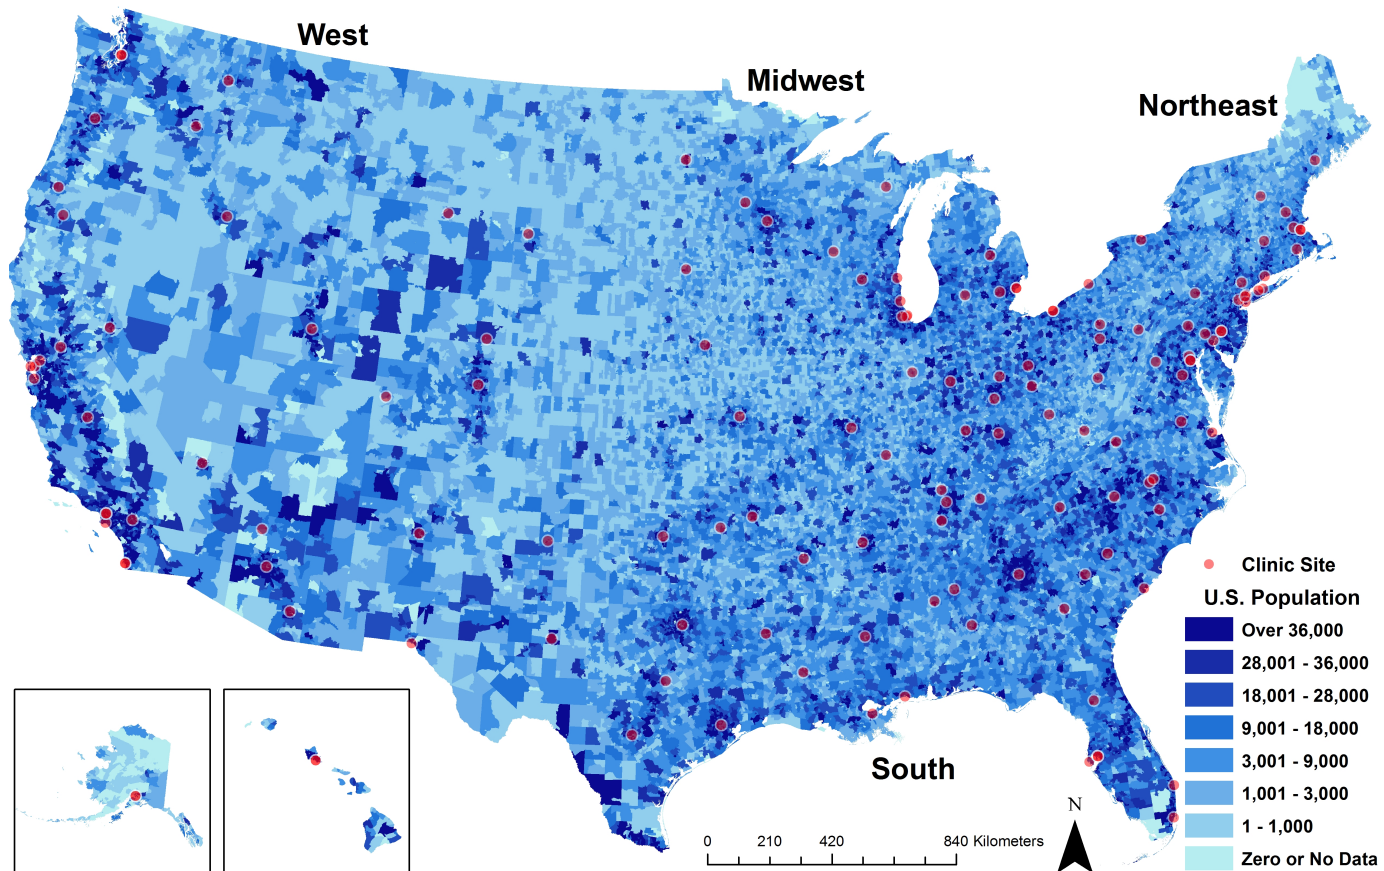 West
Midwest
Northeast
South
Clinic Site
U.S. Population
Over 36,000
28,001 - 36,000
18,001 - 28,000
9,001 - 18,000
3,001 - 9,000
1,001 - 3,000
1 - 1,000
Zero or No Data
N
0 210 420 840 Kilometers